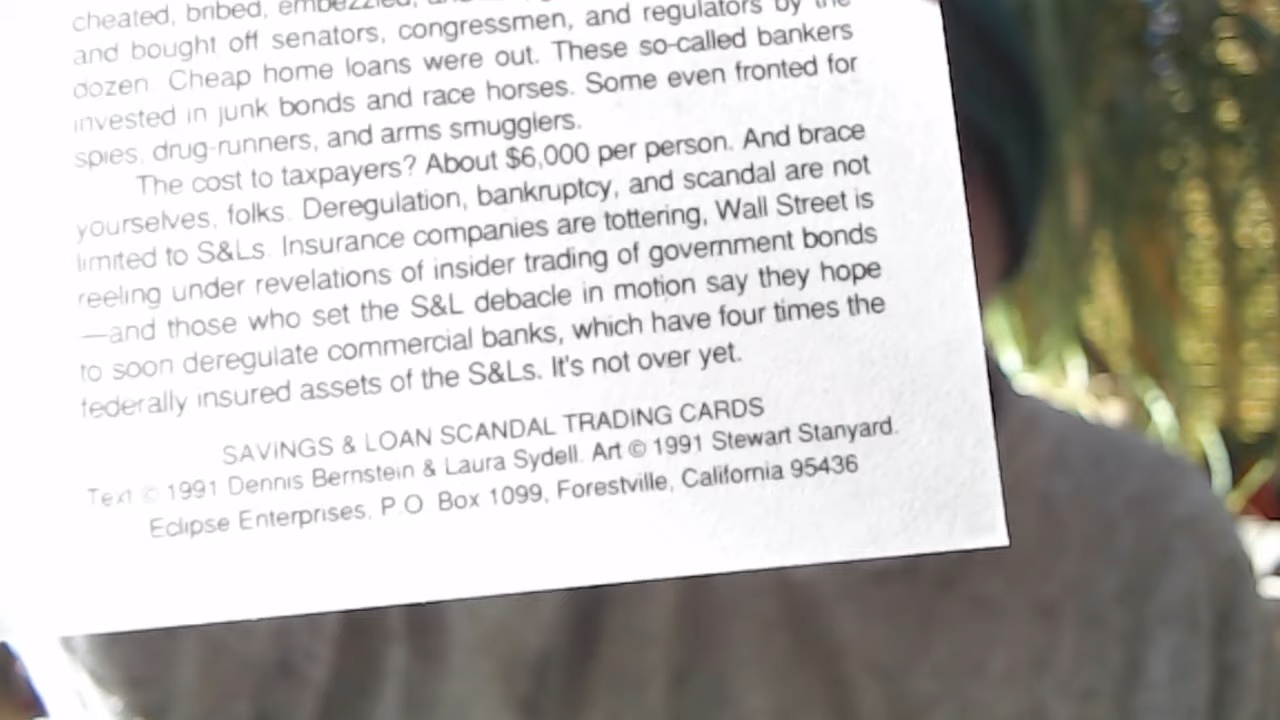 cheated, bribed, embezzled,
and bought off senators, congressmen, and regulators by the
dozen. Cheap home loans were out. These so-called bankers
invested in junk bonds and race horses. Some even fronted for
spies, drug-runners, and arms smugglers.
The cost to taxpayers? About $6,000 per person. And brace
yourselves, folks. Deregulation, bankruptcy, and scandal are not
limited to S&Ls. Insurance companies are tottering, Wall Street is
reeling under revelations of insider trading of government bonds
—and those who set the S&L debacle in motion say they hope
to soon deregulate commercial banks, which have four times the
federally insured assets of the S&Ls. It's not over yet.
SAVINGS & LOAN SCANDAL TRADING CARDS
Text © 1991 Dennis Bernstein & Laura Sydell. Art © 1991 Stewart Stanyard.
Eclipse Enterprises, P.O. Box 1099, Forestville, California 95436